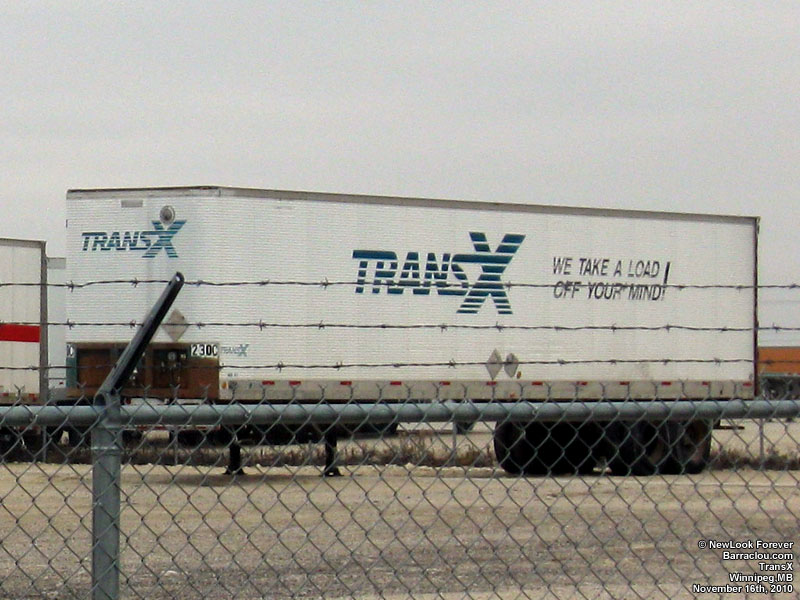 TRANSX
TRANSX
WE TAKE A LOAD
OFF YOUR MIND!
2300
TRANSX
© NewLook Forever
Barraclou.com
TransX
Winnipeg,MB
November 16th, 2010